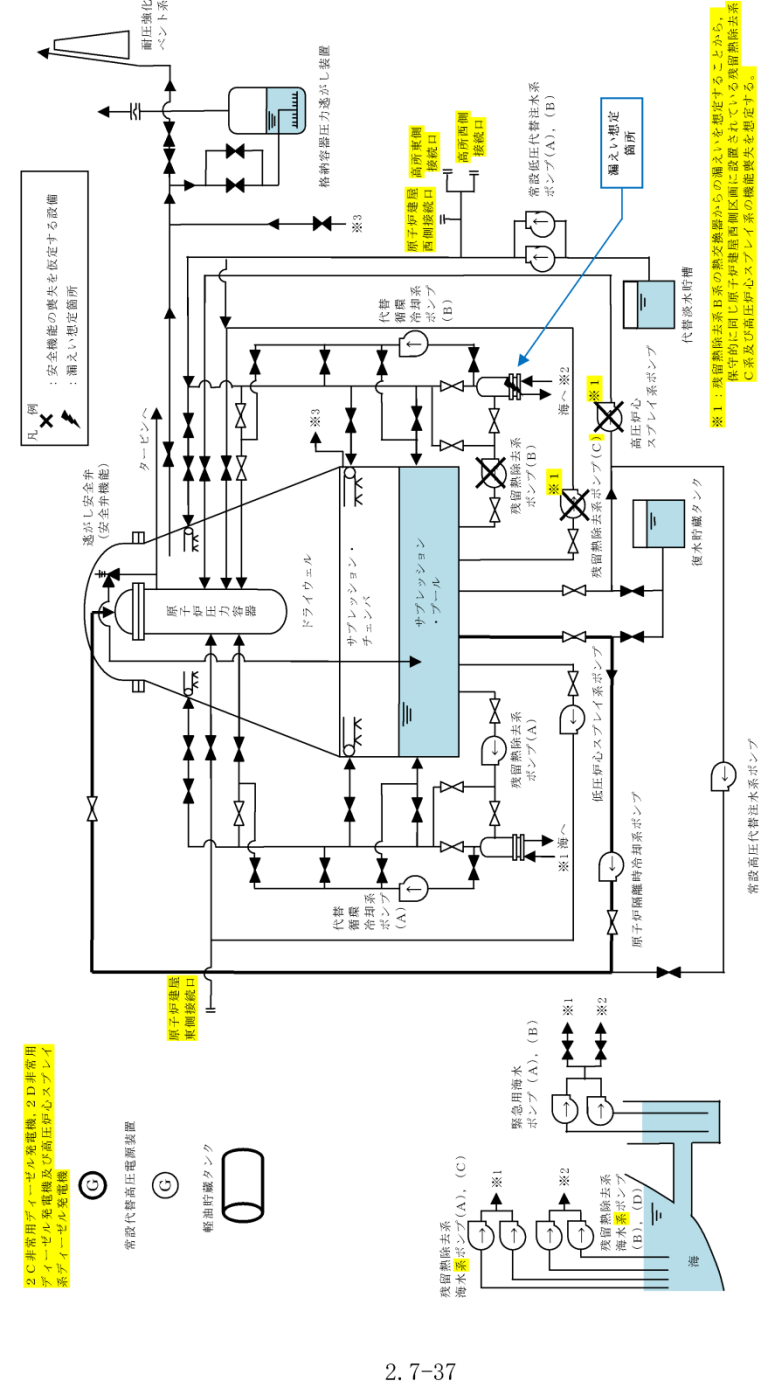 2C非常用ディーゼル発電機,2D非常用
ディーゼル発電機及び高圧炉心スプレイ
系ディーゼル発電機
G
常設代替高圧電源装置
G
軽油貯蔵タンク
凡 例
：安全機能の喪失を仮定する設備
：漏えい想定箇所
耐圧強化
ベント系
格納容器圧力逃がし装置
※3
逃がし安全弁
(安全弁機能)
タービンへ
原子炉圧力容器
ドライウェル
サプレッション・
チェンバ
サプレッション
・プール
※3
代替
循環
冷却系
ポンプ
(B)
代替
循環
冷却系
ポンプ
(A)
原子炉建屋
東側接続口
原子炉建屋
西側接続口
高所東側
接続口
高所西側
接続口
常設低圧代替注水系
ポンプ(A),(B)
漏えい想定
箇所
代替淡水貯槽
海へ ※2
残留熱除去系
ポンプ(B)
※1
残留熱除去系ポンプ(C)
※1
高圧炉心
スプレイ系ポンプ
復水貯蔵タンク
残留熱除去系
ポンプ(A)
※1 海へ
低圧炉心スプレイ系ポンプ
原子炉隔離時冷却系ポンプ
常設高圧代替注水系ポンプ
残留熱除去系
海水系ポンプ(A),(C)
※1
※2
残留熱除去系
海水系ポンプ
(B),(D)
海
緊急用海水
ポンプ(A),(B)
※1
※2
※1：残留熱除去系B系の熱交換器からの漏えいを想定することから,
保守的に同じ原子炉建屋西側区画に設置されている残留熱除去系
C系及び高圧炉心スプレイ系の機能喪失を想定する。
2.7-37